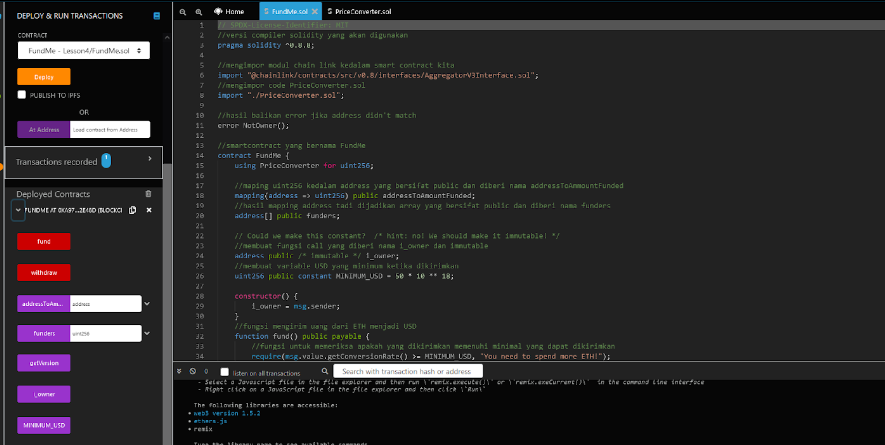 DEPLOY & RUN TRANSACTIONS
CONTRACT
FundMe - Lesson4/FundMe.sol
Deploy
PUBLISH TO IPFS
OR
At Address
Load contract from Address
Transactions recorded
1
Deployed Contracts
FUNDME AT 0XA97...2E48D (BLOCKCI
fund
withdraw
addressToAm...
address
funders
uint256
getVersion
i_owner
MINIMUM_USD
Home
FundMe.sol
PriceConverter.sol
1 // SPDX-License-Identifier: MIT
2 //versi compiler solidity yang akan digunakan
3 pragma solidity ^0.8.8;
4
5 //mengimpor modul chain link kedalam smart contract kita
6 import "@chainlink/contracts/src/v0.8/interfaces/AggregatorV3Interface.sol";
7 //mengimpor code PriceConverter.sol
8 import "./PriceConverter.sol";
9
10 //hasil balikan error jika address didn't match
11 error NotOwner();
12
13 //smartcontract yang bernama FundMe
14 contract FundMe {
15 using PriceConverter for uint256;
16
17 //maping uint256 kedalam address yang bersifat public dan diberi nama addressToAmmountFunded
18 mapping(address => uint256) public addressToAmmountFunded;
19 //hasil mapping address tadi dijadikan array yang bersifat public dan diberi nama funders
20 address[] public funders;
21
22 // Could we make this constant? /* hint: no! We should make it immutable! */
23 //membuat fungsi call yang diberi nama i_owner dan immutable
24 address public /* immutable */ i_owner;
25 //membuat variable USD yang minimum ketika dikirimkan
26 uint256 public constant MINIMUM_USD = 50 * 10 ** 18;
27
28 constructor() {
29 i_owner = msg.sender;
30 }
31 //fungsi mengirim uang dari ETH menjadi USD
32 function fund() public payable {
33 //fungsi untuk memeriksa apakah yang dikirimkan memenuhi minimal yang dapat dikirimkan
34 require(msg.value.getConversionRate() >= MINIMUM_USD, "You need to spend more ETH!");
0
listen on all transactions
Search with transaction hash or address
- Select a Javascript file in the file explorer and then run \`remix.execute()\` or \`remix.exeCurrent()\` in the command line interface
- Right click on a JavaScript file in the file explorer and then click \`Run\`
The following libraries are accessible:
• web3 version 1.5.2
• ethers.js
• remix
Type the library name to see available commands.